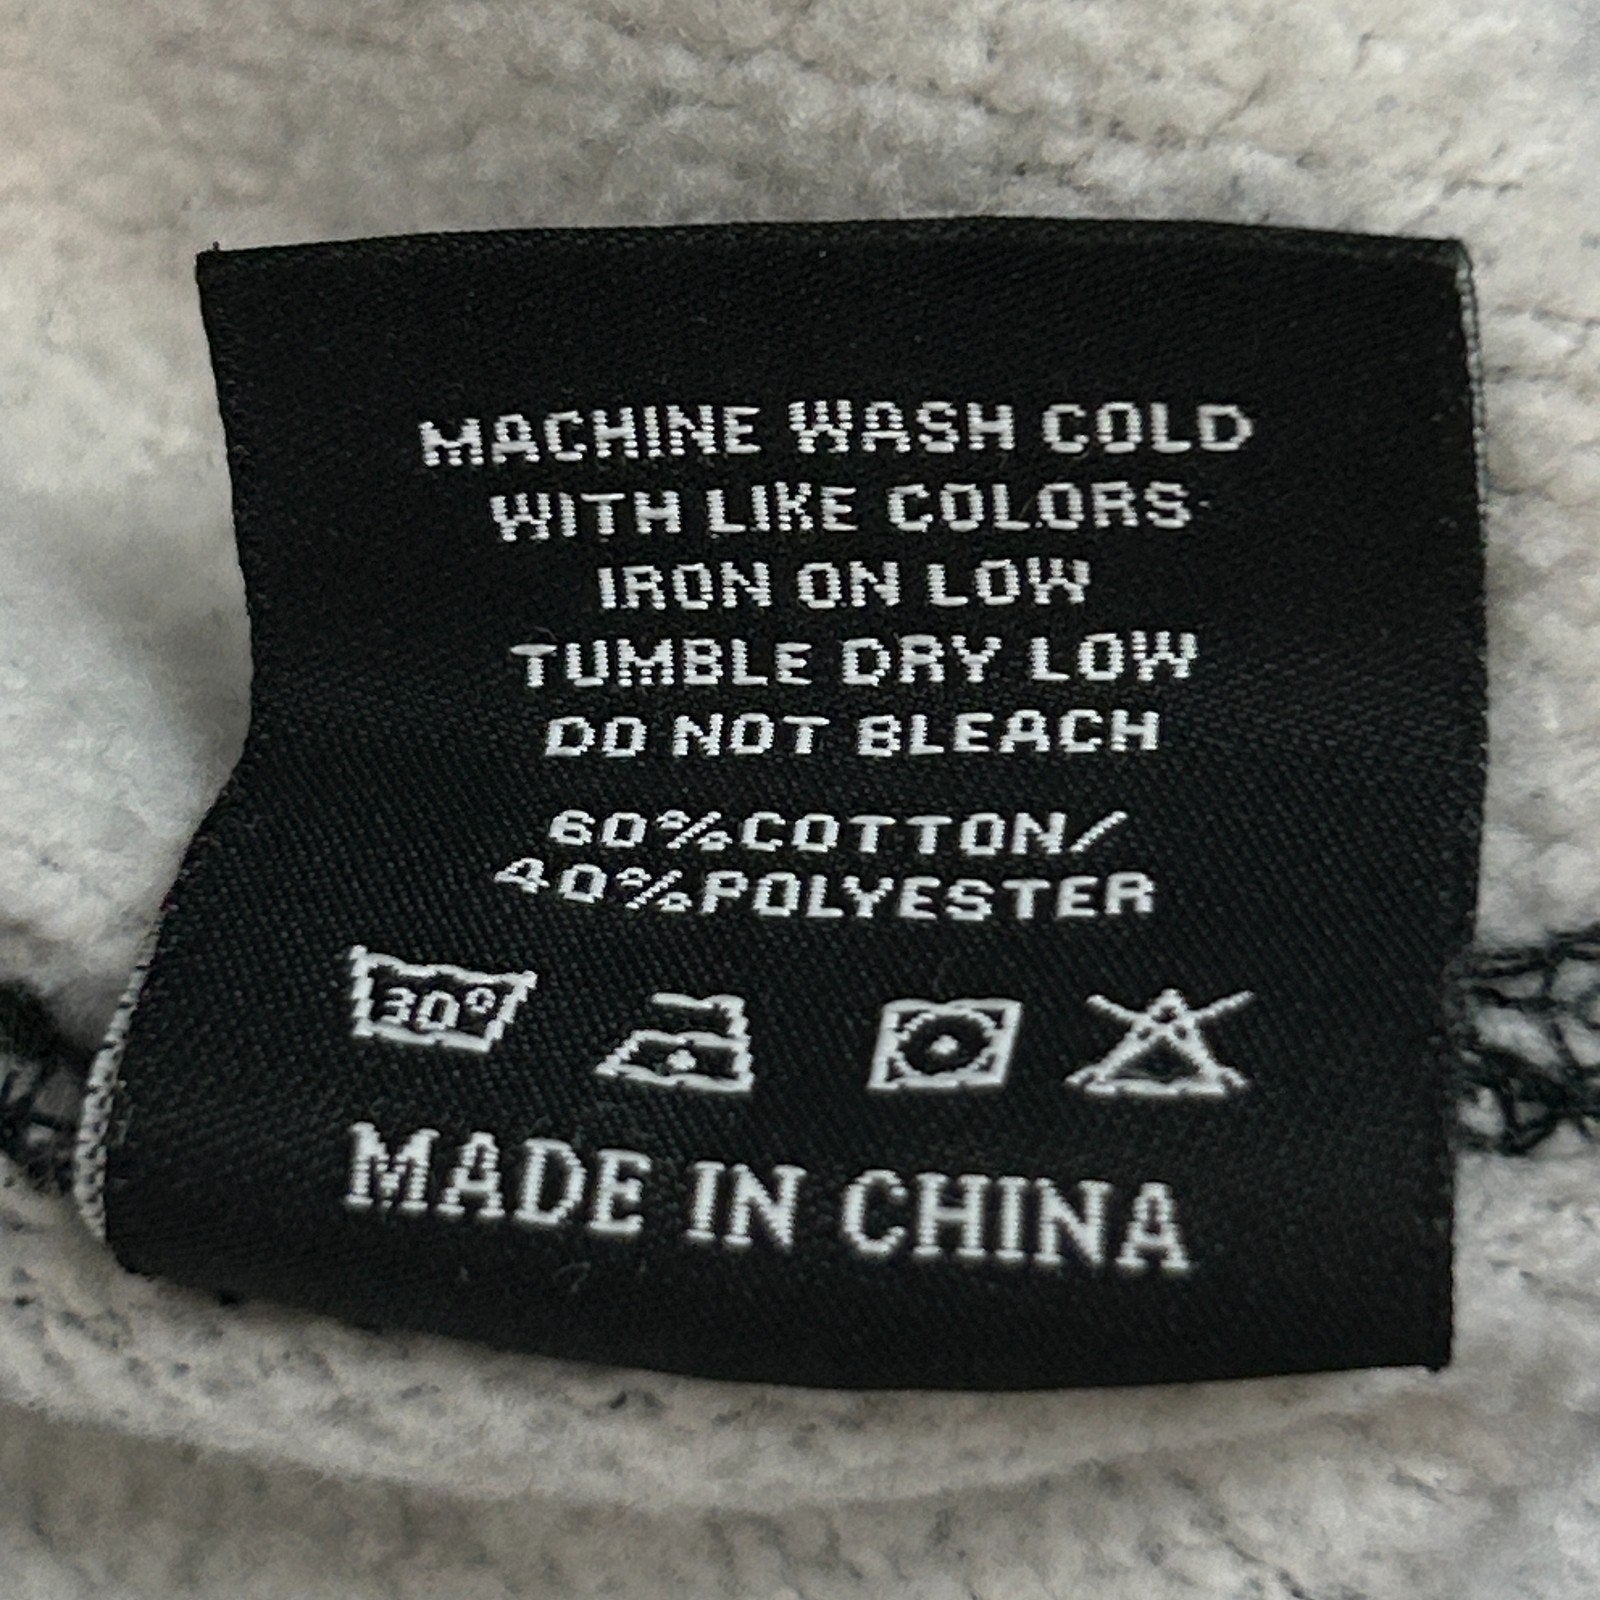 MACHINE WASH COLD
WITH LIKE COLORS
IRON ON LOW
TUMBLE DRY LOW
DO NOT BLEACH
60%COTTON/
40%POLYESTER
30°
MADE IN CHINA